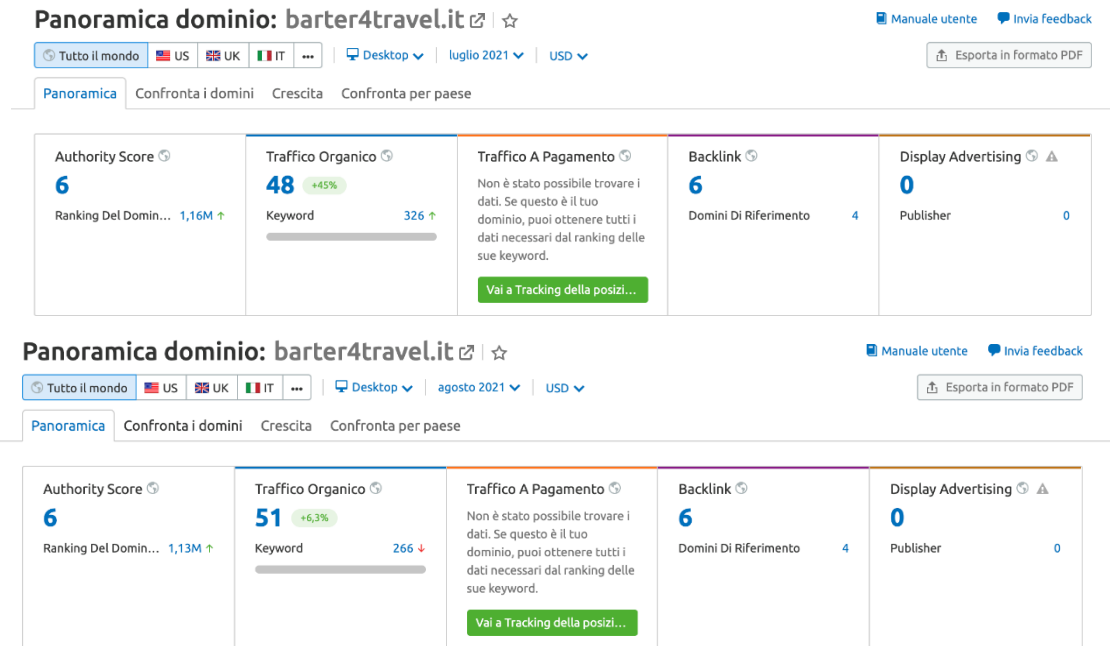 Panoramica dominio: barter4travel.it
Manuale utente
Invia feedback
Tutto il mondo US UK IT ...
Desktop
luglio 2021
USD
Esporta in formato PDF
Panoramica
Confronta i domini
Crescita
Confronta per paese
Authority Score
6
Ranking Del Domin... 1,16M ↑
Traffico Organico
48 +45%
Keyword 326 ↑
Traffico A Pagamento
Non è stato possibile trovare i
dati. Se questo è il tuo
dominio, puoi ottenere tutti i
dati necessari dal ranking delle
sue keyword.
Vai a Tracking della posizi...
Backlink
6
Domini Di Riferimento 4
Display Advertising
0
Publisher 0
Panoramica dominio: barter4travel.it
Manuale utente
Invia feedback
Tutto il mondo US UK IT ...
Desktop
agosto 2021
USD
Esporta in formato PDF
Panoramica
Confronta i domini
Crescita
Confronta per paese
Authority Score
6
Ranking Del Domin... 1,13M ↑
Traffico Organico
51 +6,3%
Keyword 266 ↓
Traffico A Pagamento
Non è stato possibile trovare i
dati. Se questo è il tuo
dominio, puoi ottenere tutti i
dati necessari dal ranking delle
sue keyword.
Vai a Tracking della posizi...
Backlink
6
Domini Di Riferimento 4
Display Advertising
0
Publisher 0